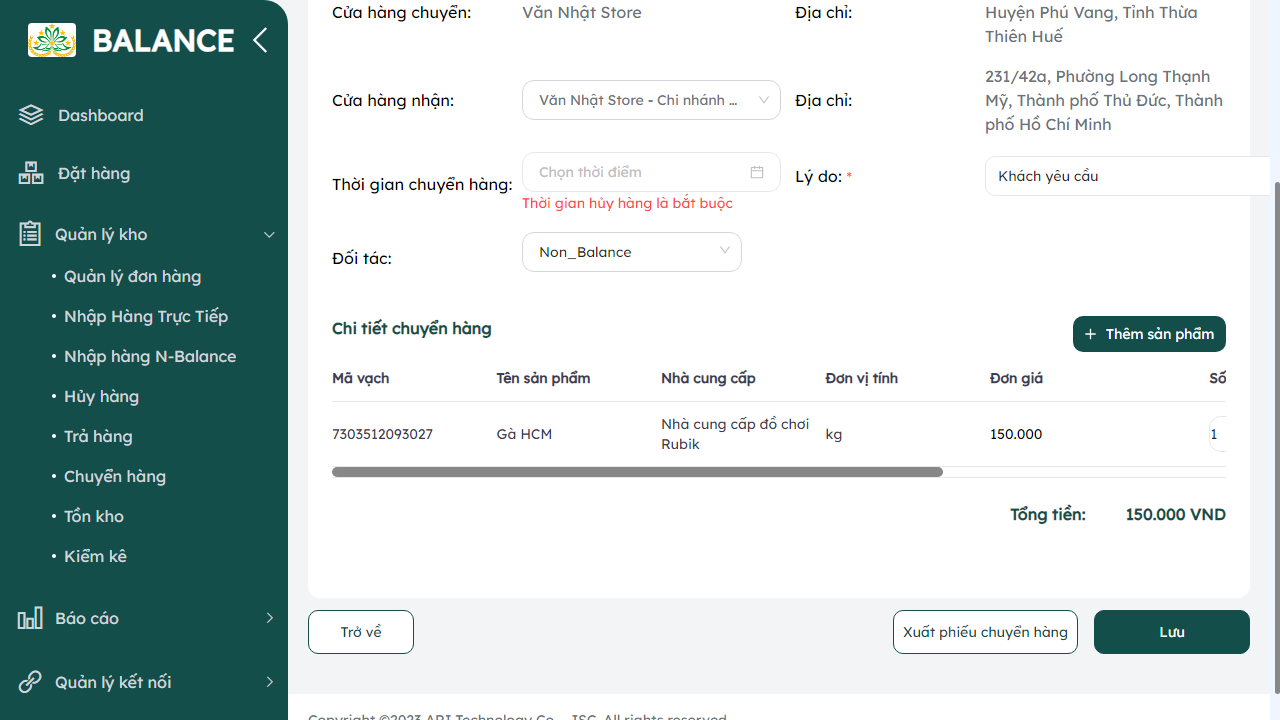 BALANCE
Dashboard
Đặt hàng
Quản lý kho
Quản lý đơn hàng
Nhập Hàng Trực Tiếp
Nhập hàng N-Balance
Hủy hàng
Trả hàng
Chuyển hàng
Tồn kho
Kiểm kê
Báo cáo
Quản lý kết nối
Cửa hàng chuyển:
Văn Nhật Store
Địa chỉ:
Huyện Phú Vang, Tỉnh Thừa
Thiên Huế
Cửa hàng nhận:
Văn Nhật Store - Chi nhánh ...
Địa chỉ:
231/42a, Phường Long Thạnh
Mỹ, Thành phố Thủ Đức, Thành
phố Hồ Chí Minh
Thời gian chuyển hàng:
Chọn thời điểm
Thời gian hủy hàng là bắt buộc
Lý do: *
Khách yêu cầu
Đối tác:
Non_Balance
Chi tiết chuyển hàng
+ Thêm sản phẩm
Mã vạch Tên sản phẩm Nhà cung cấp Đơn vị tính Đơn giá Số
7303512093027 Gà HCM Nhà cung cấp đồ chơi kg 150.000 1
Rubik
Tổng tiền: 150.000 VND
Trở về
Xuất phiếu chuyển hàng
Lưu
Copyright ©2023 API Technology Co., JSC. All rights reserved